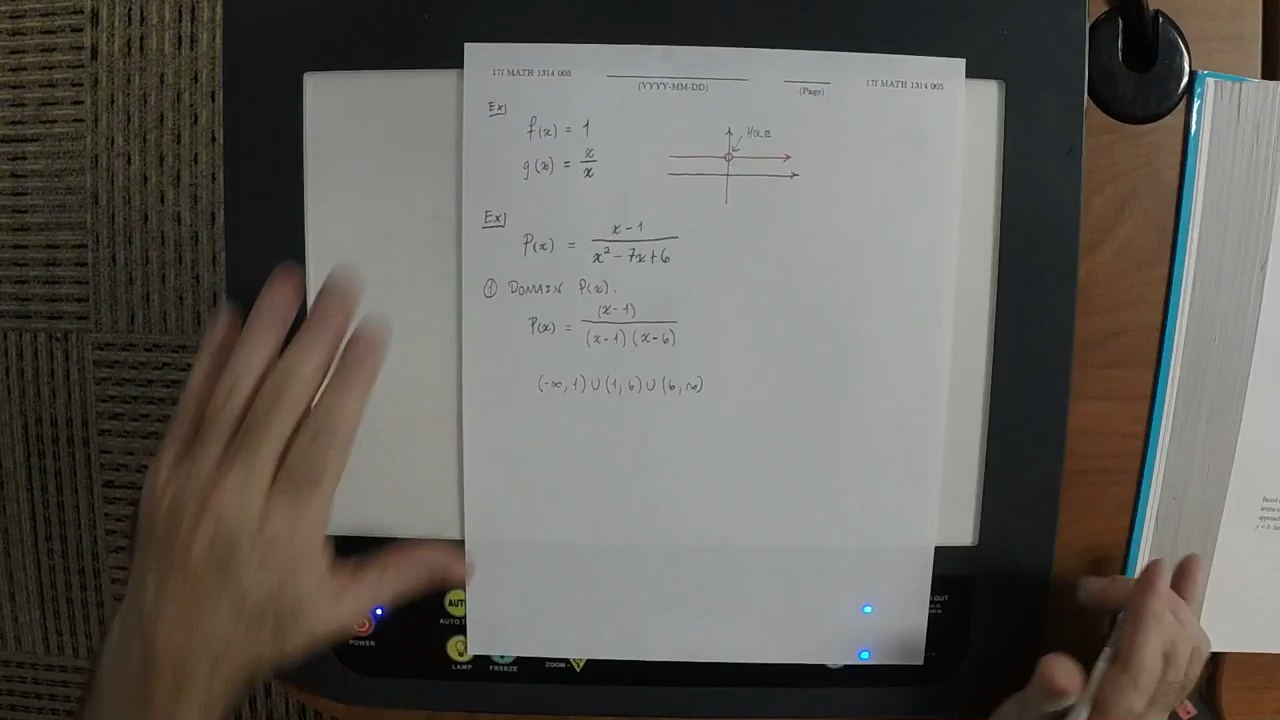 17f MATH 1314 005
(YYYY-MM-DD)
(Page)
17f MATH 1314 005
Ex]
f(x) = 1
g(x) = x/x
HOLE
Ex]
P(x) = x-1 / x² - 7x + 6
① DOMAIN P(x).
P(x) = (x-1) / (x-1)(x-6)
(-∞, 1) ∪ (1, 6) ∪ (6, ∞)
POWER
LAMP
FREEZE
ZOOM -